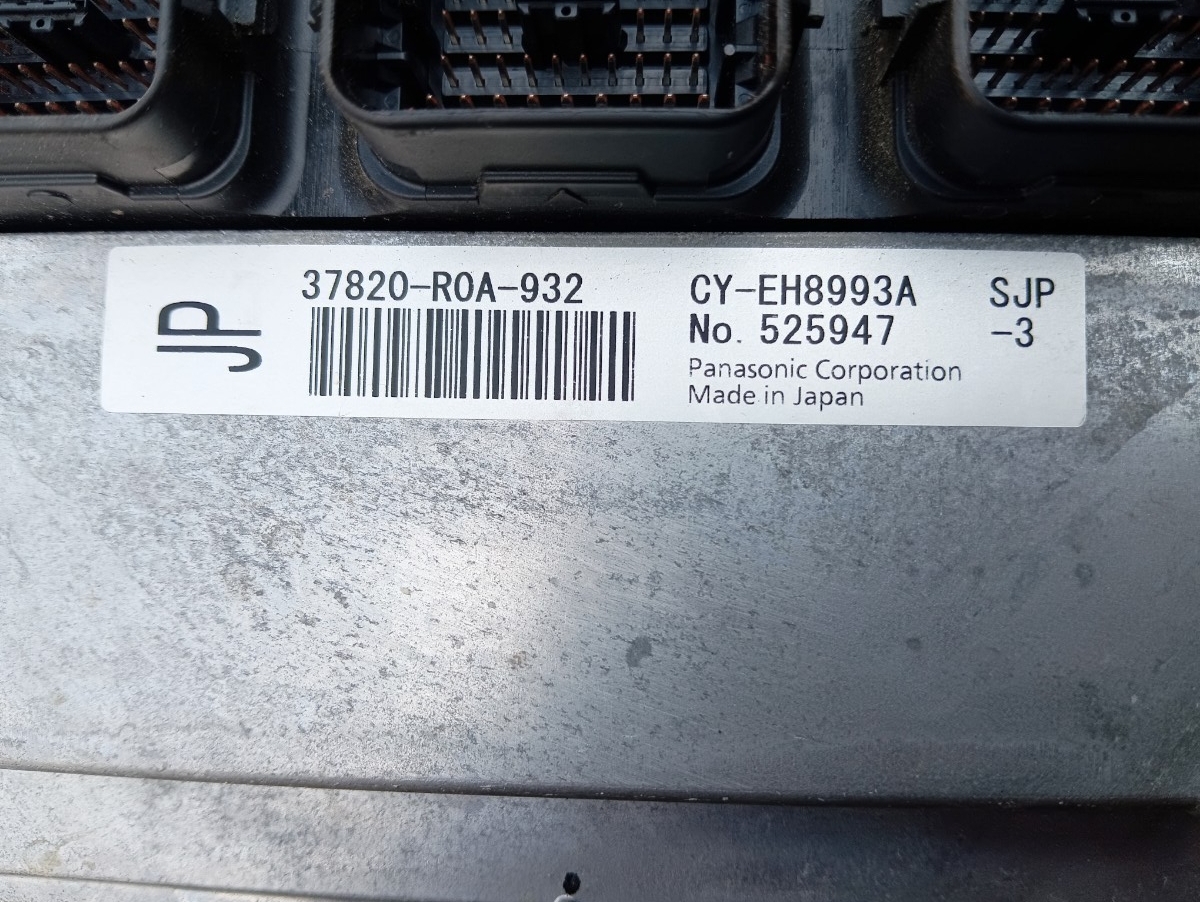 JP
37820-R0A-932
CY-EH8993A
SJP
No. 525947
-3
Panasonic Corporation
Made in Japan